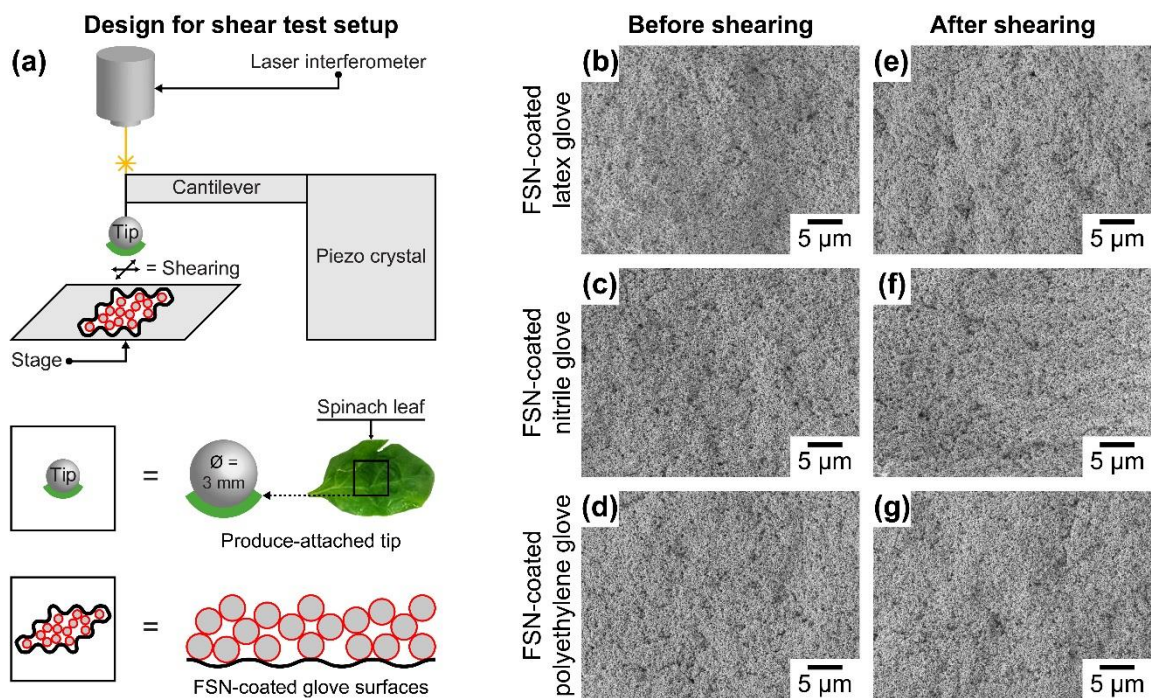 Design for shear test setup
(a)
Laser interferometer
Cantilever
Tip
Piezo crystal
= Shearing
Stage
Spinach leaf
Tip
=
Ø =
3 mm
Produce-attached tip
=
FSN-coated glove surfaces
Before shearing
After shearing
FSN-coated
latex glove
(b)
5 µm
(e)
5 µm
FSN-coated
nitrile glove
(c)
5 µm
(f)
5 µm
FSN-coated
polyethylene glove
(d)
5 µm
(g)
5 µm